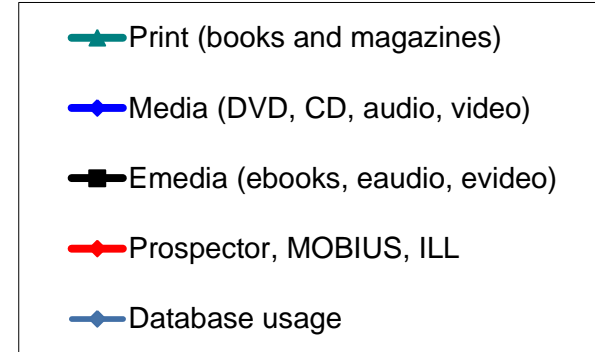 Print (books and magazines)
Media (DVD, CD, audio, video)
Emedia (ebooks, eaudio, evideo)
Prospector, MOBIUS, ILL
Database usage